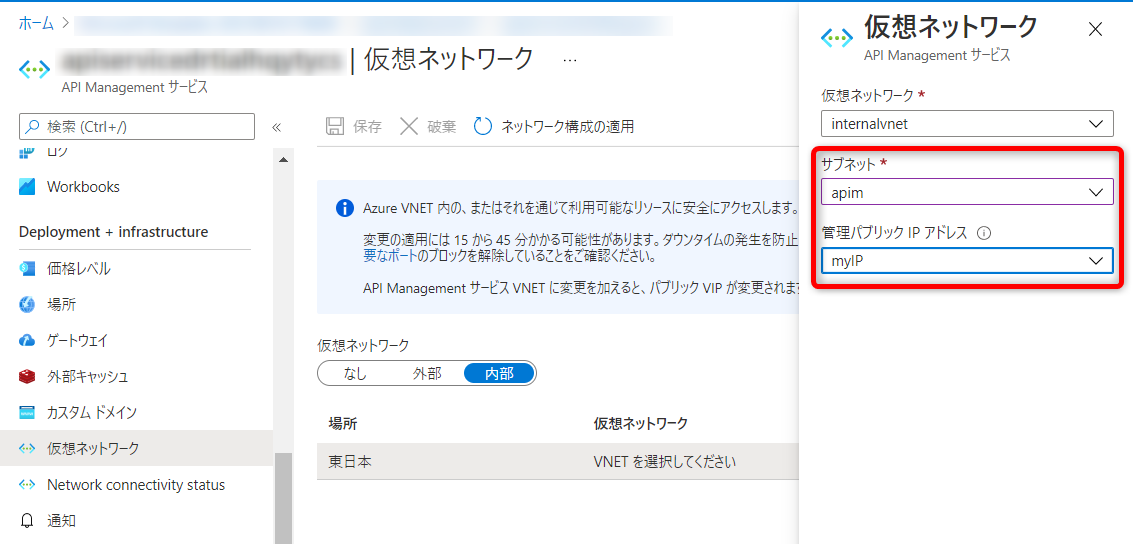 ホーム >
| 仮想ネットワーク ...
API Management サービス
検索 (Ctrl+/)
«
ログ
Workbooks
Deployment + infrastructure
価格レベル
場所
ゲートウェイ
外部キャッシュ
カスタム ドメイン
仮想ネットワーク
Network connectivity status
通知
保存 破棄 ネットワーク構成の適用
Azure VNET 内の、またはそれを通じて利用可能なリソースに安全にアクセスします。
変更の適用には 15 から 45 分かかる可能性があります。ダウンタイムの発生を防止
要なポートのブロックを解除していることをご確認ください。
API Management サービス VNET に変更を加えると、パブリック VIP が変更されます
仮想ネットワーク
なし 外部 内部
場所 仮想ネットワーク
東日本 VNET を選択してください
仮想ネットワーク
API Management サービス
仮想ネットワーク *
internalvnet
サブネット *
apim
管理パブリック IP アドレス
myIP